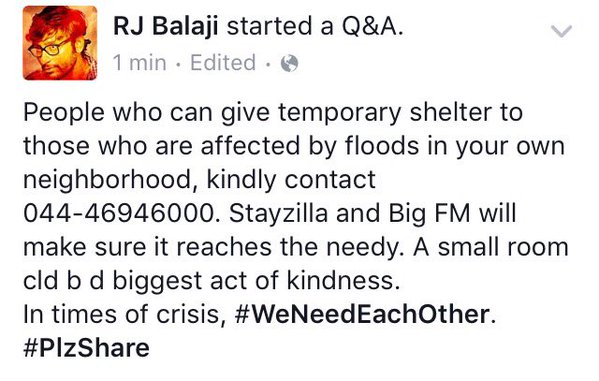 RJ Balaji started a Q&A.
1 min · Edited ·
People who can give temporary shelter to
those who are affected by floods in your own
neighborhood, kindly contact
044-46946000. Stayzilla and Big FM will
make sure it reaches the needy. A small room
cld b d biggest act of kindness.
In times of crisis, #WeNeedEachOther.
#PlzShare